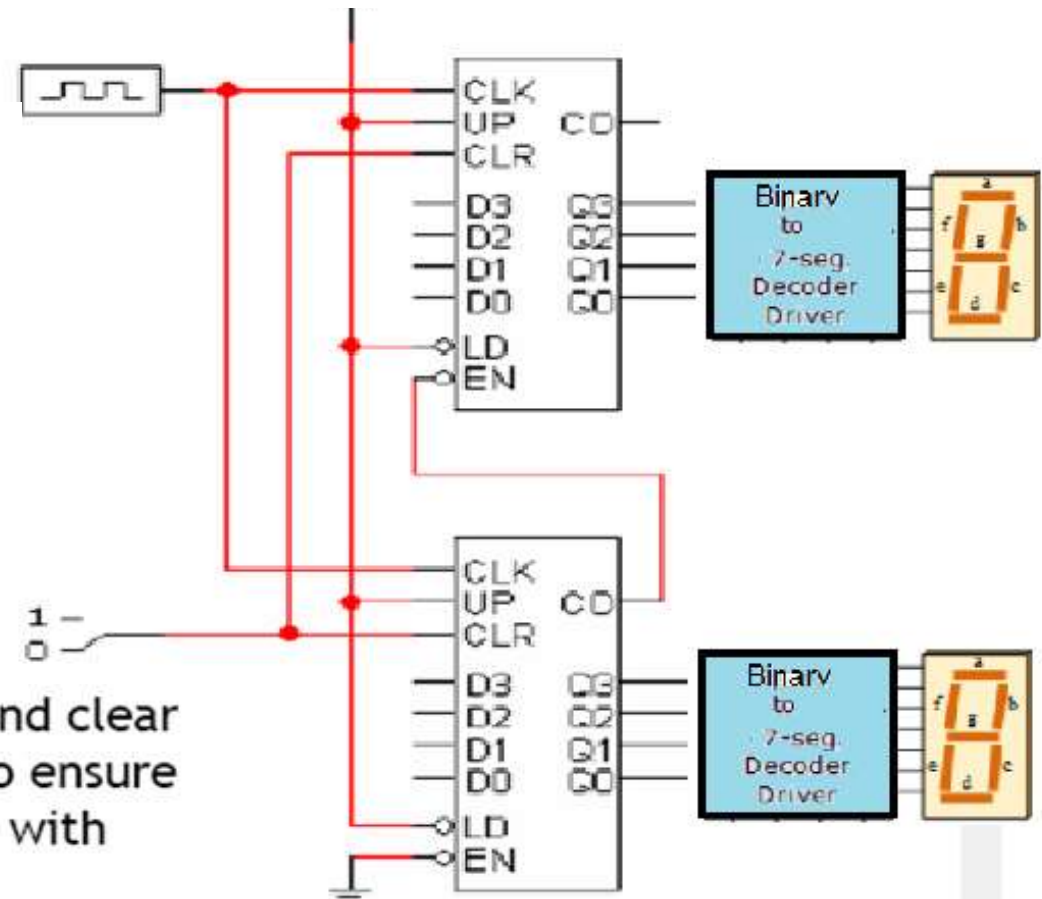 CLK
UP CO
CLR
D3 Q3
D2 Q2
D1 Q1
D0 Q0
LD
EN
Binary
to
7-seg.
Decoder
Driver
a
f b
g
e c
d
CLK
UP CO
CLR
D3 Q3
D2 Q2
D1 Q1
D0 Q0
LD
EN
Binary
to
7-seg.
Decoder
Driver
a
f b
g
e c
d
1
0
nd clear
o ensure
with